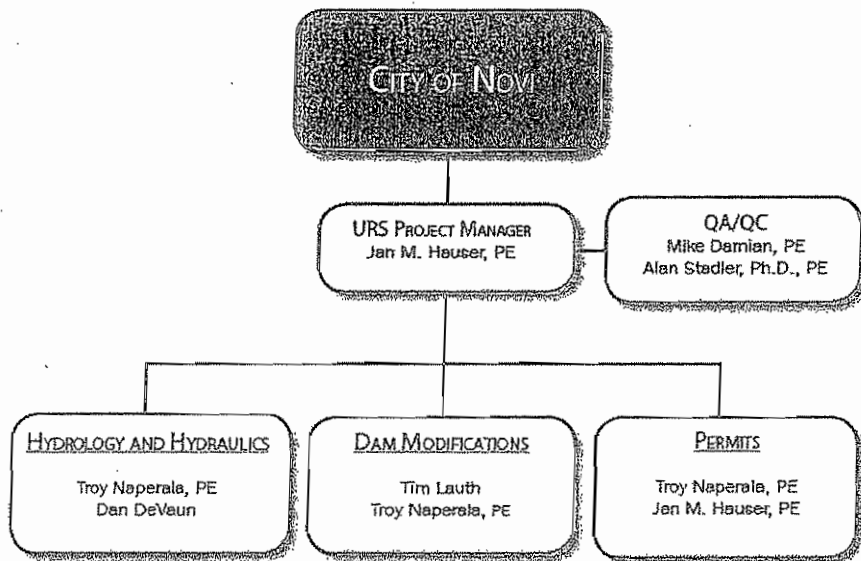 CITY OF NOVI
URS PROJECT MANAGER
Jan M. Hauser, PE
QA/QC
Mike Damian, PE
Alan Stadler, Ph.D., PE
HYDROLOGY AND HYDRAULICS
Troy Naperala, PE
Dan DeVaun
DAM MODIFICATIONS
Tim Lauth
Troy Naperala, PE
PERMITS
Troy Naperala, PE
Jan M. Hauser, PE